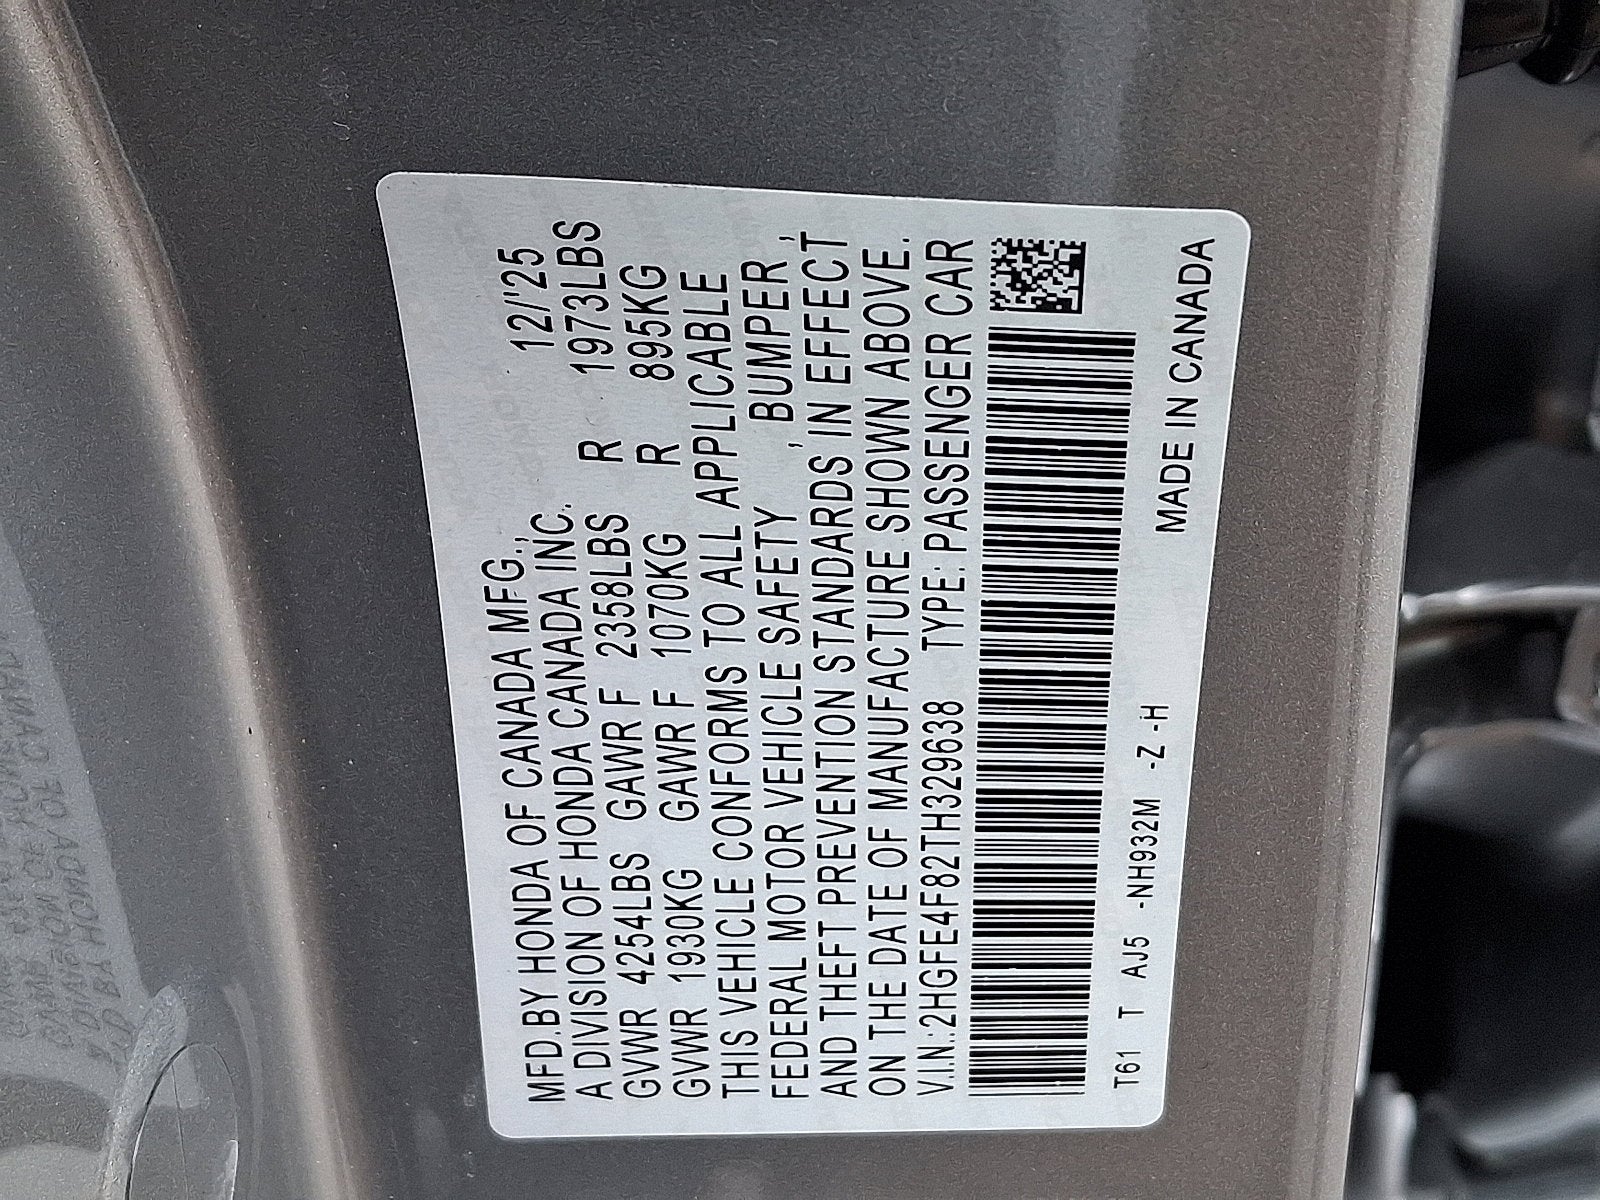 MFD.BY HONDA OF CANADA MFG., 12/'25
A DIVISION OF HONDA CANADA INC.
GVWR 4254LBS GAWR F 2358LBS R 1973LBS
GVWR 1930KG GAWR F 1070KG R 895KG
THIS VEHICLE CONFORMS TO ALL APPLICABLE
FEDERAL MOTOR VEHICLE SAFETY , BUMPER ,
AND THEFT PREVENTION STANDARDS IN EFFECT
ON THE DATE OF MANUFACTURE SHOWN ABOVE.
V.I.N.:2HGFE4F82TH329638 TYPE: PASSENGER CAR
T61 T AJ5 -NH932M -Z -H MADE IN CANADA